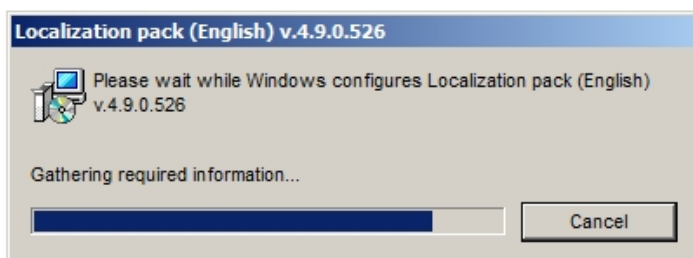 Localization pack (English) v.4.9.0.526
Please wait while Windows configures Localization pack (English)
v.4.9.0.526
Gathering required information...
Cancel